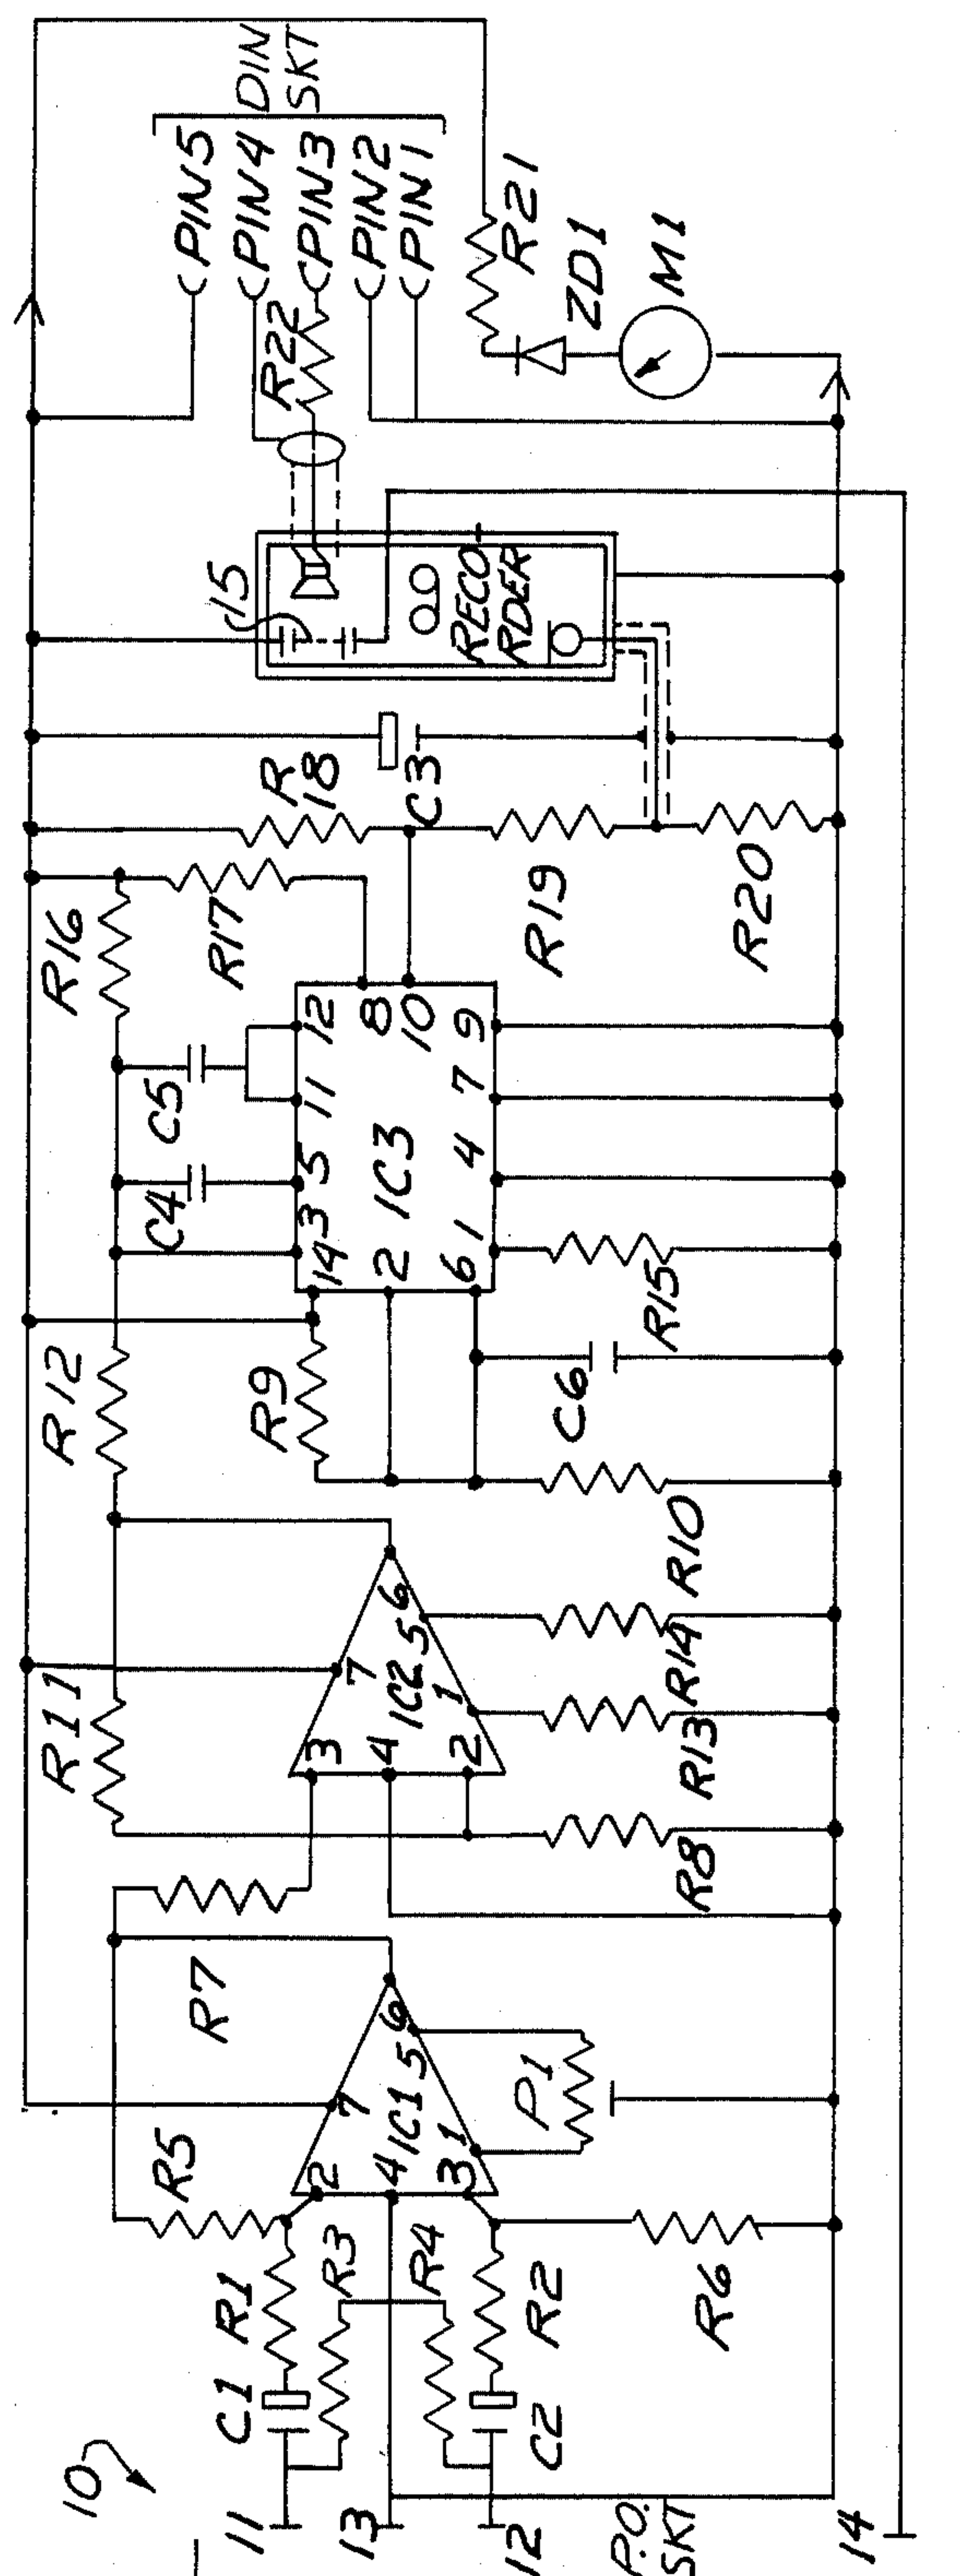 10
11
13
12
P.O.
SKT
14
C1
R1
R3
R4
C2
R2
R5
R6
2
4
3
7
IC1
1
5
6
P1
R7
R8
R11
3
4
2
7
IC2
1
5
6
R13
R14
R10
R12
R9
C6
R15
14
2
6
3
5
11
12
IC3
1
4
7
9
8
10
C4
C5
R16
R17
R
18
C3
R19
R20
15
RECO
RDER
R22
PIN5
PIN4
PIN3
PIN2
PIN1
DIN
SKT
R21
ZD1
M1